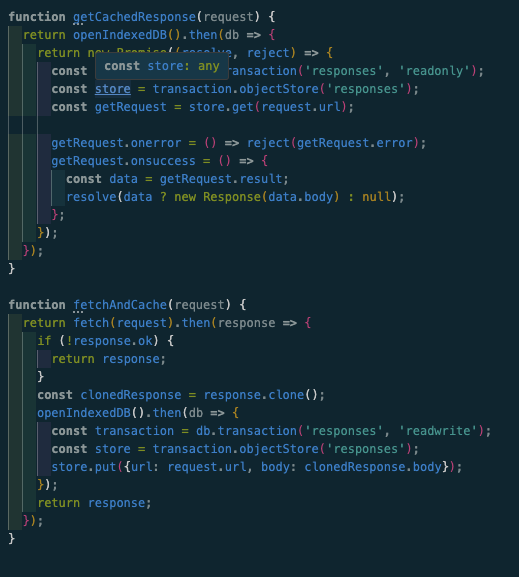 function getCachedResponse(request) {
return openIndexedDB().then(db => {
return new Promise((resolve, reject) => {
const store: any
const transaction('responses', 'readonly');
const store = transaction.objectStore('responses');
const getRequest = store.get(request.url);
getRequest.onerror = () => reject(getRequest.error);
getRequest.onsuccess = () => {
const data = getRequest.result;
resolve(data ? new Response(data.body) : null);
};
});
});
}
function fetchAndCache(request) {
return fetch(request).then(response => {
if (!response.ok) {
return response;
}
const clonedResponse = response.clone();
openIndexedDB().then(db => {
const transaction = db.transaction('responses', 'readwrite');
const store = transaction.objectStore('responses');
store.put({url: request.url, body: clonedResponse.body});
});
return response;
});
}